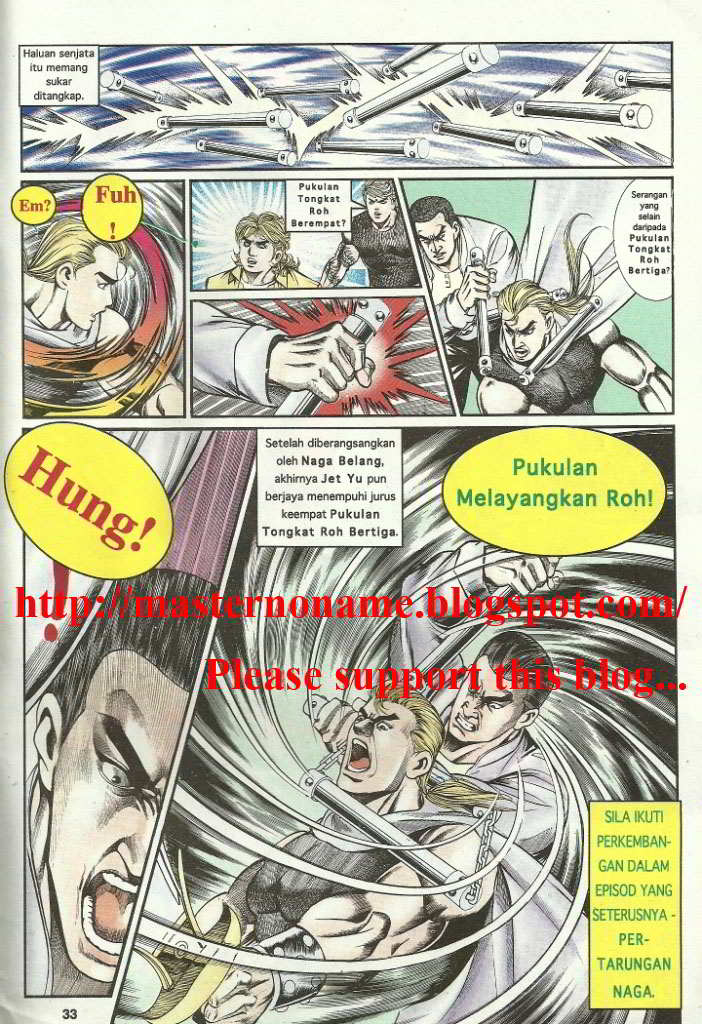 Haluan senjata
itu memang
sukar
ditangkap.
Em?
Fuh
!
Pukulan
Tongkat
Roh
Berempat?
Serangan
yang
selain
daripada
Pukulan
Tongkat
Roh
Bertiga?
Hung!
!
Setelah diberangsangkan
oleh Naga Belang,
akhirnya Jet Yu pun
berjaya menempuhi jurus
keempat Pukulan
Tongkat Roh Bertiga.
Pukulan
Melayangkan Roh!
http://masternoname.blogspot.com/
Please support this blog...
SILA IKUTI
PERKEMBAN-
GAN DALAM
EPISOD YANG
SETERUSNYA -
PER-
TARUNGAN
NAGA.
33